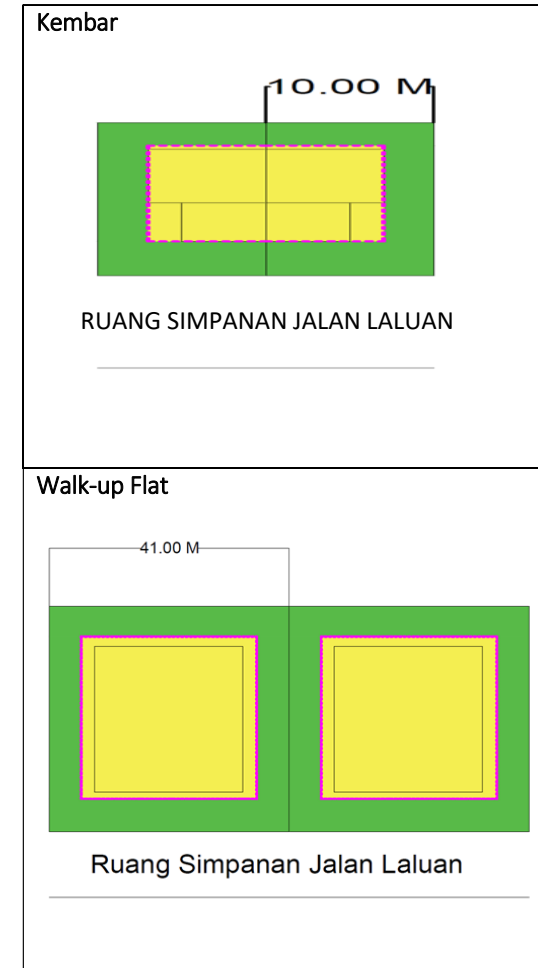 Kembar
10.00 M
RUANG SIMPANAN JALAN LALUAN
Walk-up Flat
41.00 M
Ruang Simpanan Jalan Laluan